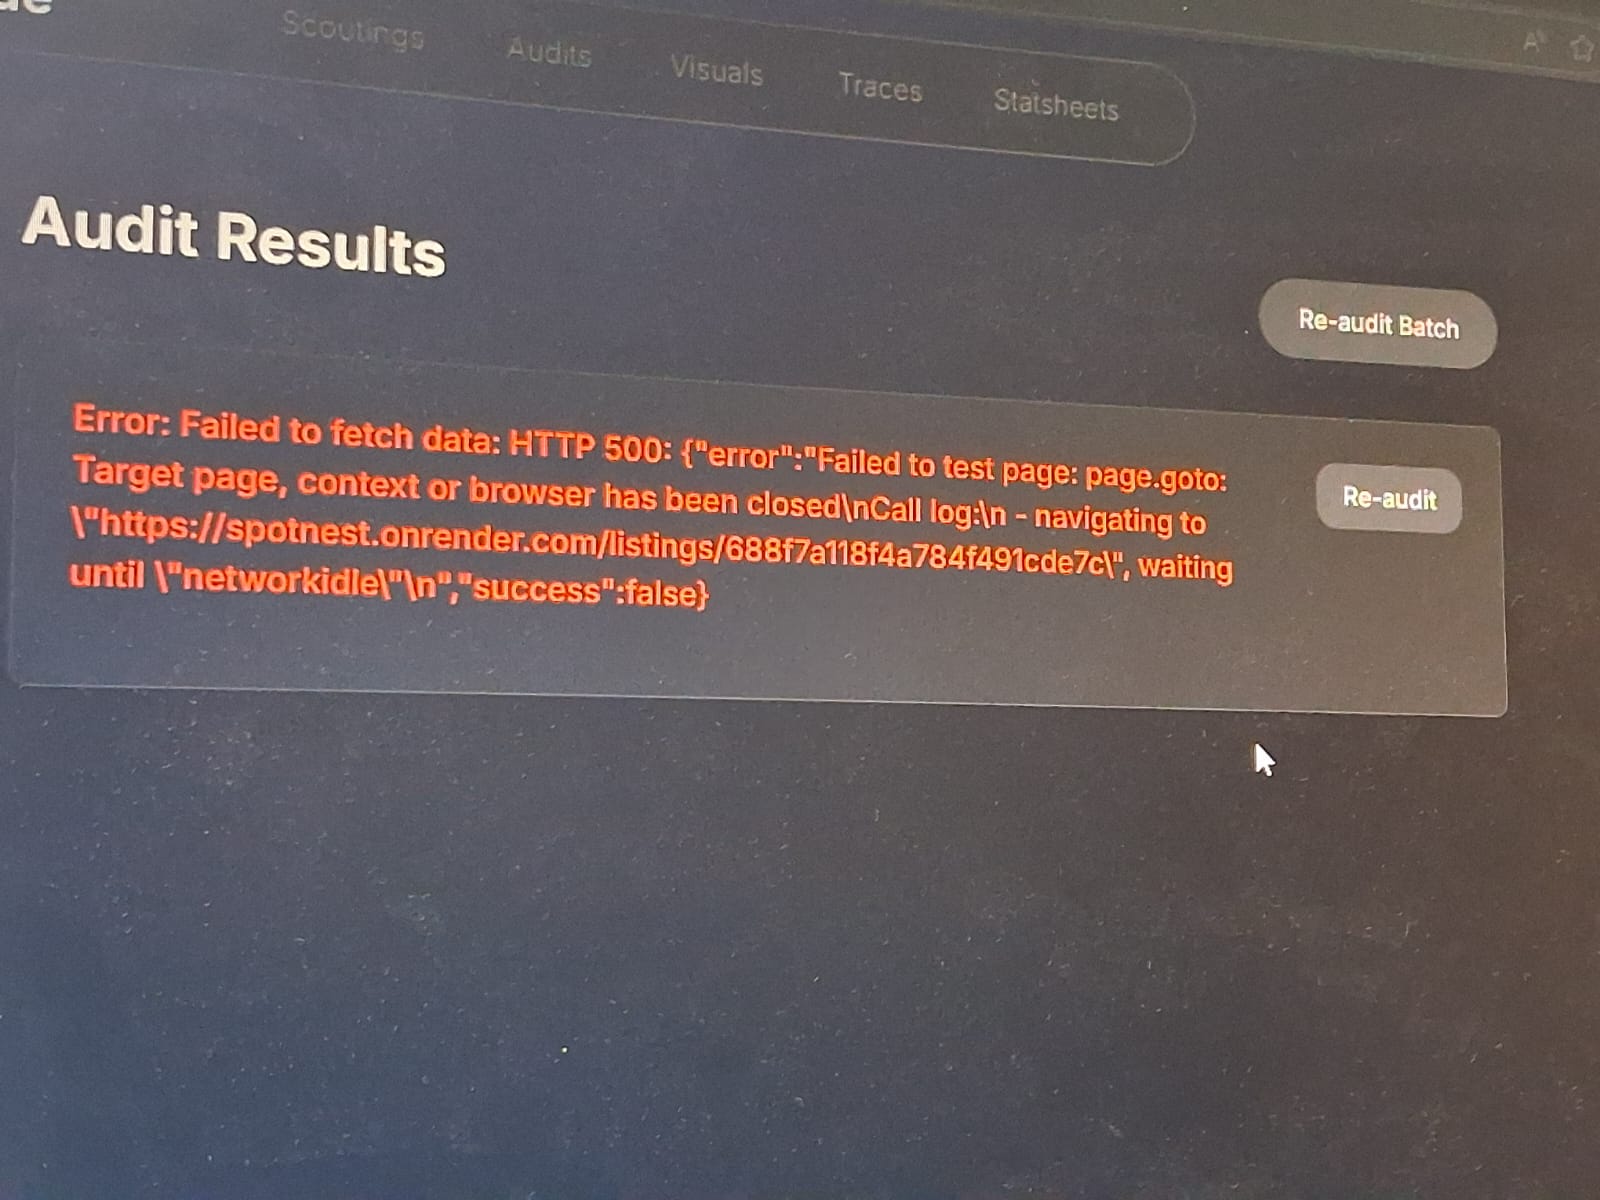 Scoutings Audits Visuals Traces Statsheets
Audit Results
Re-audit Batch
Error: Failed to fetch data: HTTP 500: {"error":"Failed to test page: page.goto:
Target page, context or browser has been closed\nCall log:\n - navigating to
\"https://spotnest.onrender.com/listings/688f7a118f4a784f491cde7c\", waiting
until \"networkidle\"\n","success":false}
Re-audit